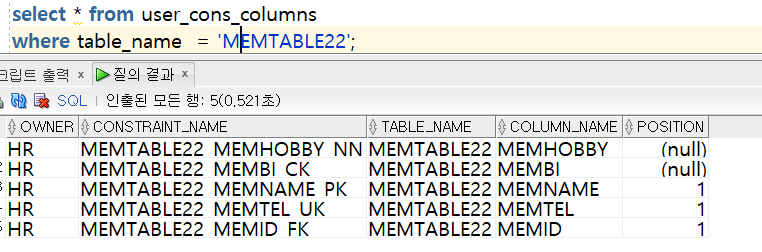 select * from user_cons_columns
where table_name = 'MEMTABLE22';
크립트 출력 × 질의 결과 ×
SQL | 인출된 모든 행: 5(0,521초)
OWNER CONSTRAINT_NAME TABLE_NAME COLUMN_NAME POSITION
HR MEMTABLE22_MEMHOBBY_NN MEMTABLE22 MEMHOBBY (null)
HR MEMTABLE22_MEMBI_CK MEMTABLE22 MEMBI (null)
HR MEMTABLE22_MEMNAME_PK MEMTABLE22 MEMNAME 1
HR MEMTABLE22_MEMTEL_UK MEMTABLE22 MEMTEL 1
HR MEMTABLE22_MEMID_FK MEMTABLE22 MEMID 1